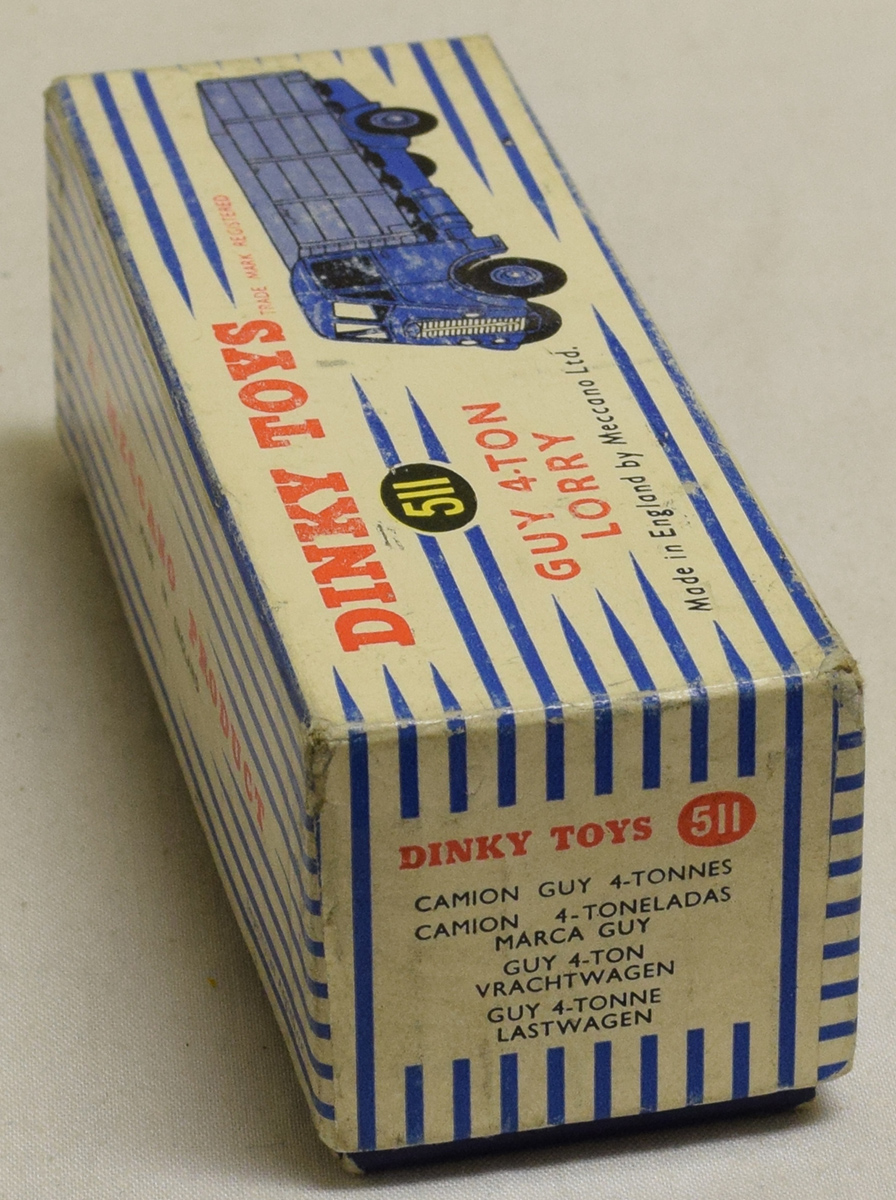 DINKY TOYS
TRADE MARK REGISTERED
511
GUY 4-TON
LORRY
Made in England by Meccano Ltd.
MECCANO PRODUCT
DINKY TOYS 511
CAMION GUY 4-TONNES
CAMION 4-TONELADAS
MARCA GUY
GUY 4-TON
VRACHTWAGEN
GUY 4-TONNE
LASTWAGEN